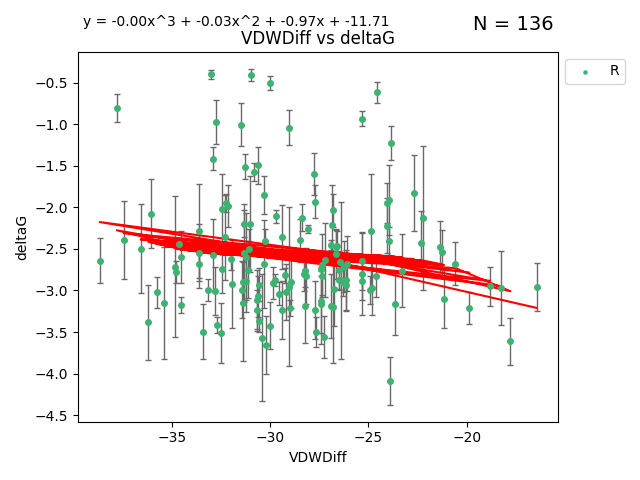 y = -0.00x^3 + -0.03x^2 + -0.97x + -11.71
N = 136
VDWDiff vs deltaG
R
deltaG
−0.5
−1.0
−1.5
−2.0
−2.5
−3.0
−3.5
−4.0
−4.5
−35
−30
−25
−20
VDWDiff